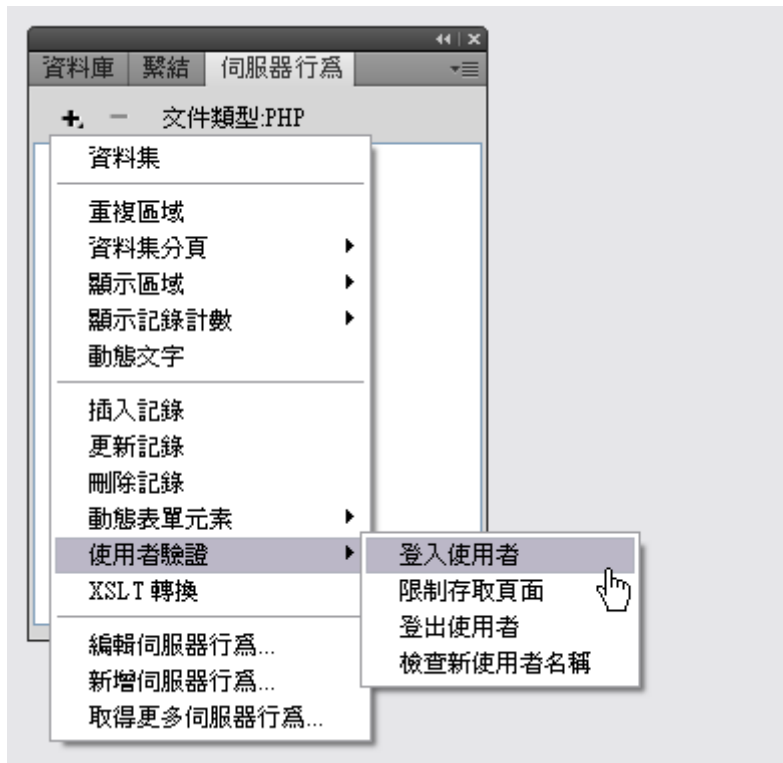 資料庫 繫結 伺服器行為
文件類型:PHP
資料集
重複區域
資料集分頁
顯示區域
顯示記錄計數
動態文字
插入記錄
更新記錄
刪除記錄
動態表單元素
使用者驗證
XSLT 轉換
編輯伺服器行為...
新增伺服器行為...
取得更多伺服器行為...
登入使用者
限制存取頁面
登出使用者
檢查新使用者名稱